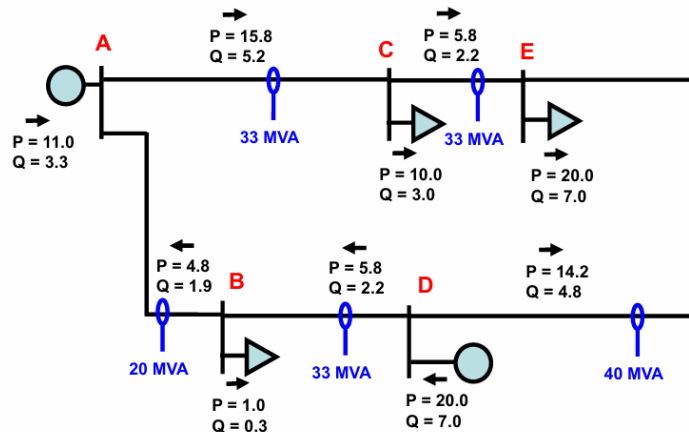 A
P = 15.8
Q = 5.2
C
P = 5.8
Q = 2.2
E
33 MVA
33 MVA
P = 11.0
Q = 3.3
P = 10.0
Q = 3.0
P = 20.0
Q = 7.0
P = 4.8
Q = 1.9
B
P = 5.8
Q = 2.2
D
P = 14.2
Q = 4.8
20 MVA
33 MVA
40 MVA
P = 1.0
Q = 0.3
P = 20.0
Q = 7.0